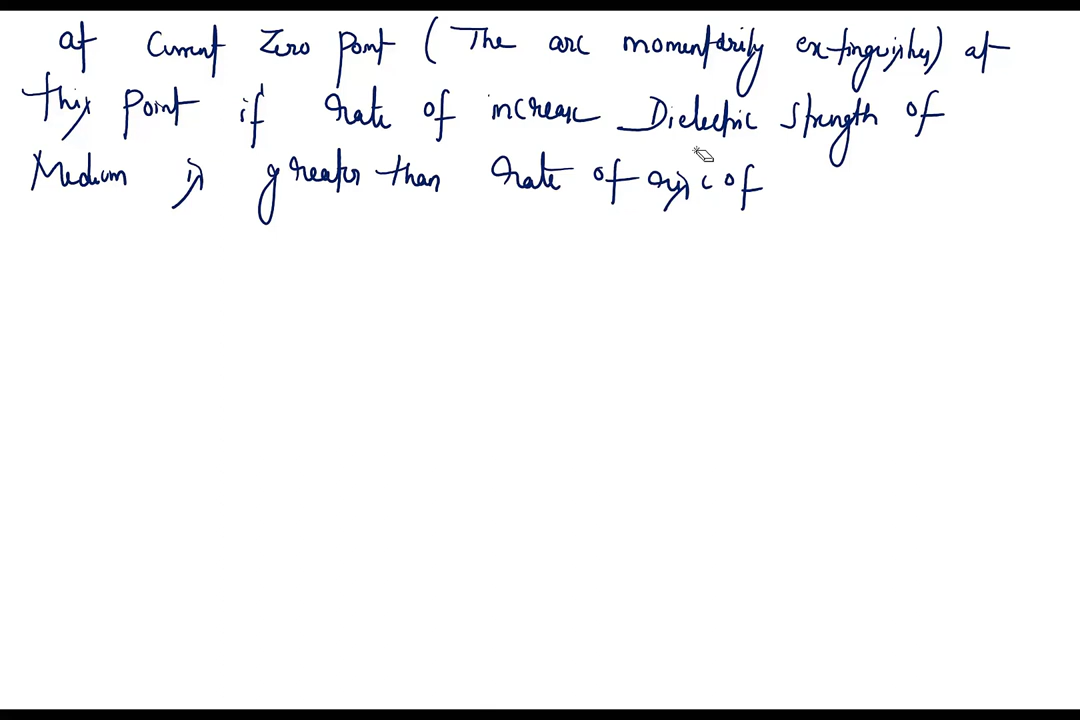 at Current Zero Point ( The arc momentarily extinguishes) at
this Point if rate of increase Dielectric strength of
Medium is greater than rate of rise of